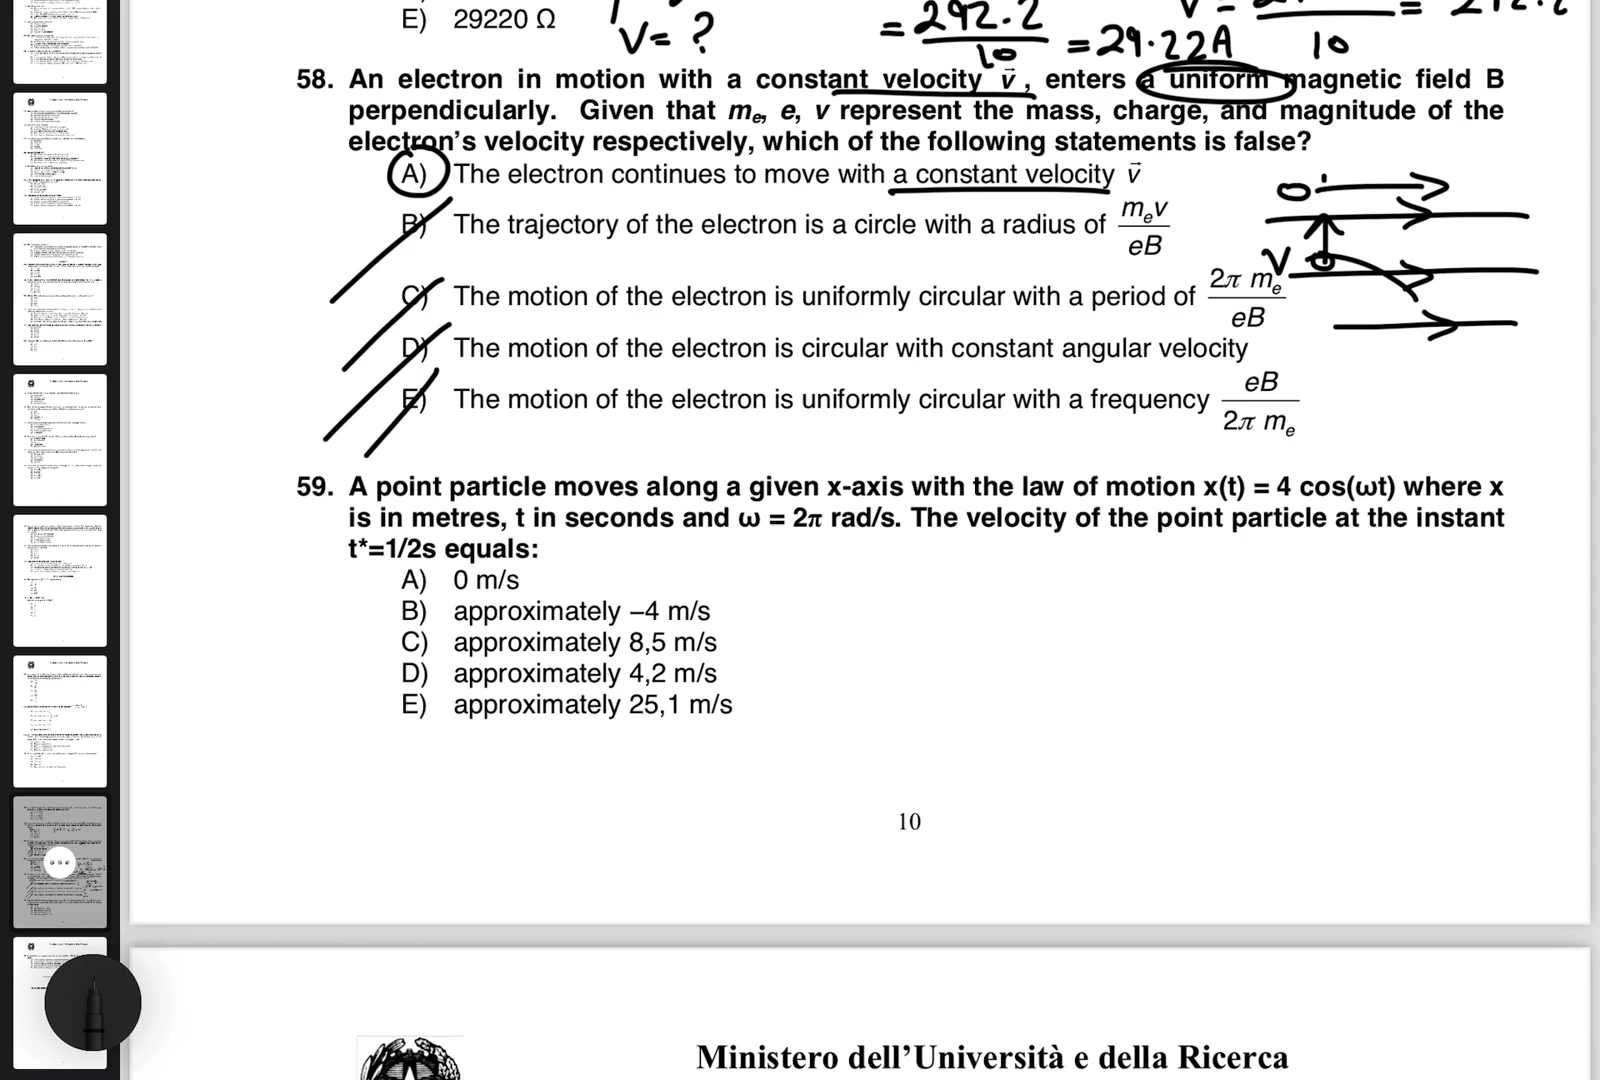 E) 29220 Ω
V= ?
= 292.2
10
=29.22A
10
58. An electron in motion with a constant velocity v⃗, enters a uniform magnetic field B
perpendicularly. Given that mₑ, e, v represent the mass, charge, and magnitude of the
electron's velocity respectively, which of the following statements is false?
A) The electron continues to move with a constant velocity v⃗
B) The trajectory of the electron is a circle with a radius of mₑv / eB
C) The motion of the electron is uniformly circular with a period of 2π mₑ / eB
D) The motion of the electron is circular with constant angular velocity
E) The motion of the electron is uniformly circular with a frequency eB / 2π mₑ
V
59. A point particle moves along a given x-axis with the law of motion x(t) = 4 cos(ωt) where x
is in metres, t in seconds and ω = 2π rad/s. The velocity of the point particle at the instant
t*=1/2s equals:
A) 0 m/s
B) approximately –4 m/s
C) approximately 8,5 m/s
D) approximately 4,2 m/s
E) approximately 25,1 m/s
10
Ministero dell'Università e della Ricerca